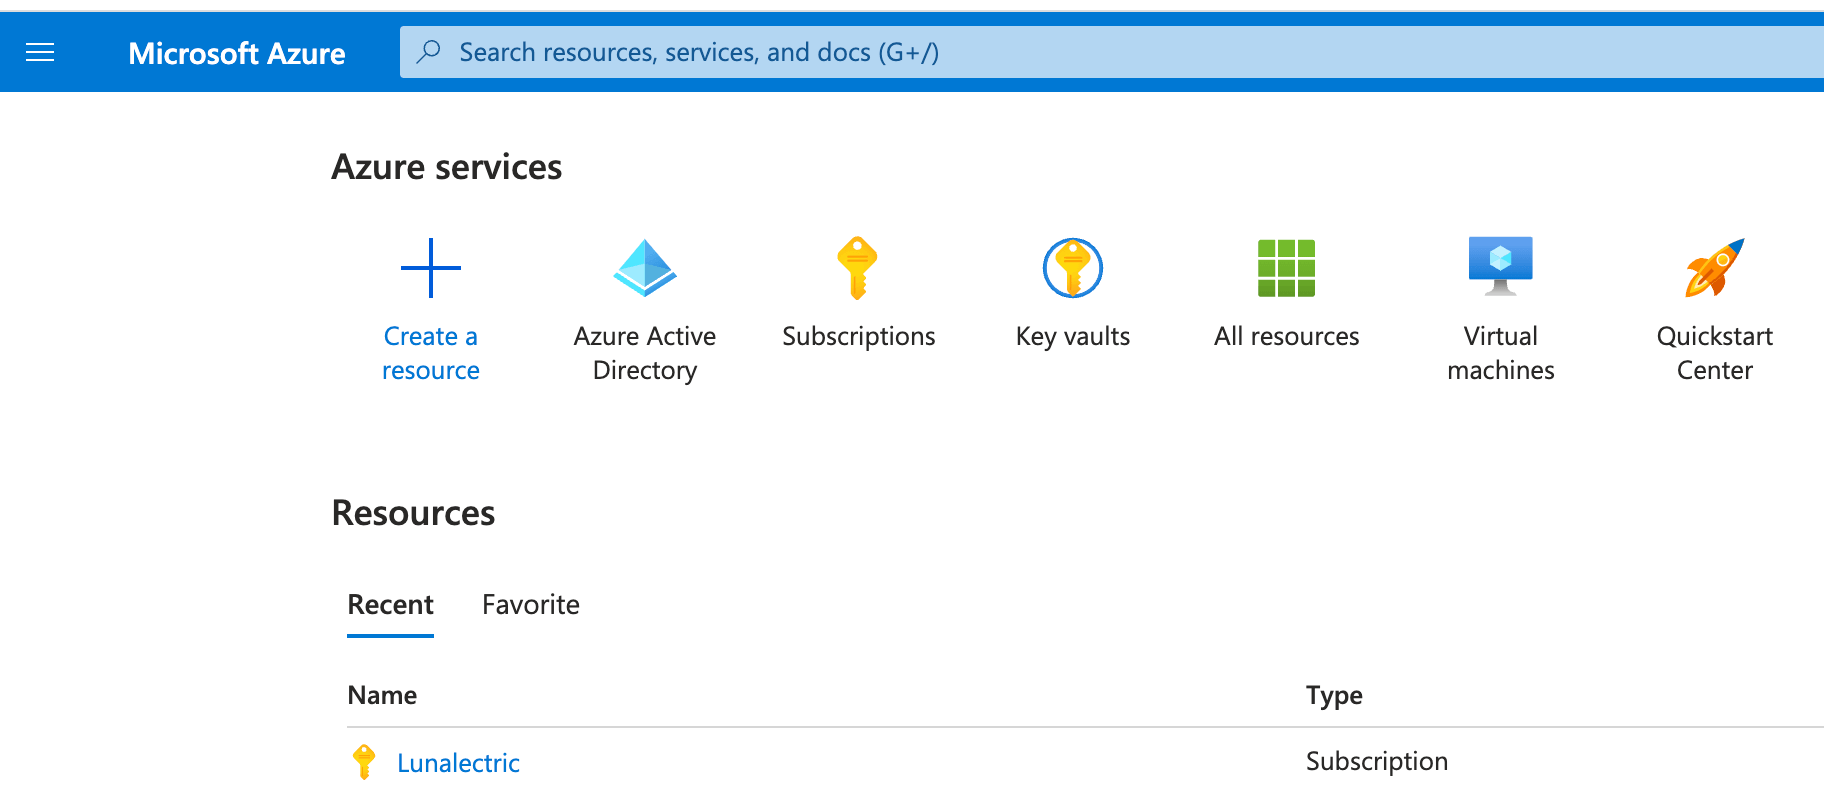 Microsoft Azure
Search resources, services, and docs (G+/)
Azure services
Create a
resource
Azure Active
Directory
Subscriptions
Key vaults
All resources
Virtual
machines
Quickstart
Center
Resources
Recent
Favorite
Name
Type
Lunalectric
Subscription